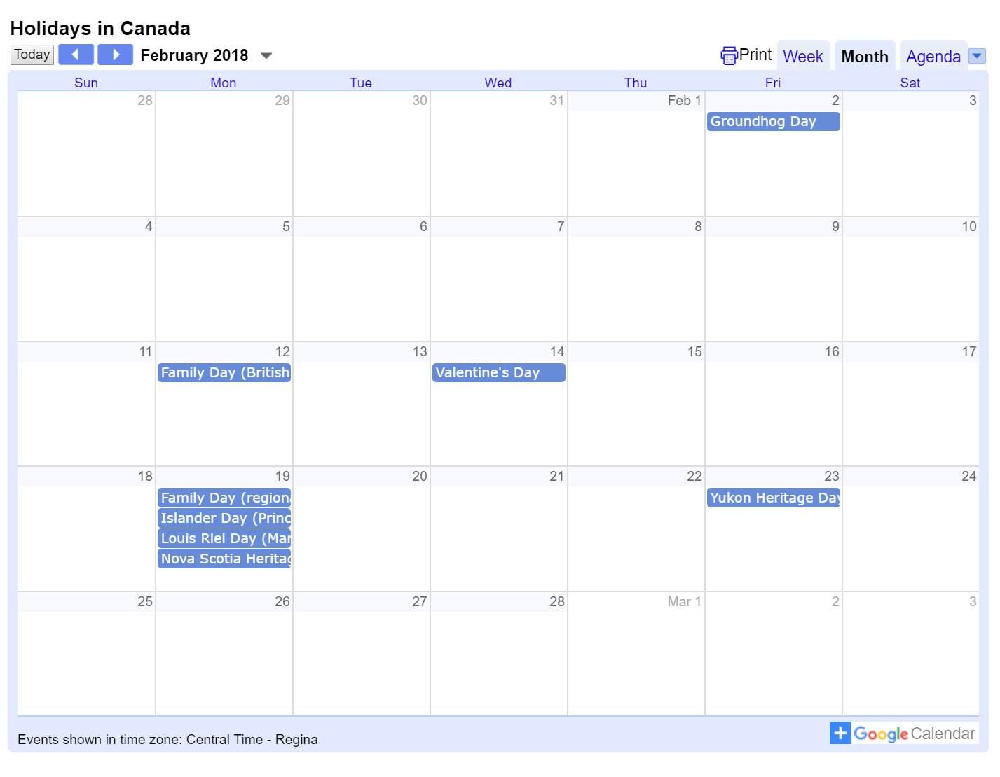 Holidays in Canada
Today February 2018 Print Week Month Agenda
Sun Mon Tue Wed Thu Fri Sat
28 29 30 31 Feb 1 2 3
Groundhog Day
4 5 6 7 8 9 10
11 12 13 14 15 16 17
Family Day (British Valentine's Day
18 19 20 21 22 23 24
Family Day (regiona Yukon Heritage Day
Islander Day (Princ
Louis Riel Day (Mar
Nova Scotia Heritag
25 26 27 28 Mar 1 2 3
Events shown in time zone: Central Time - Regina
+ Google Calendar